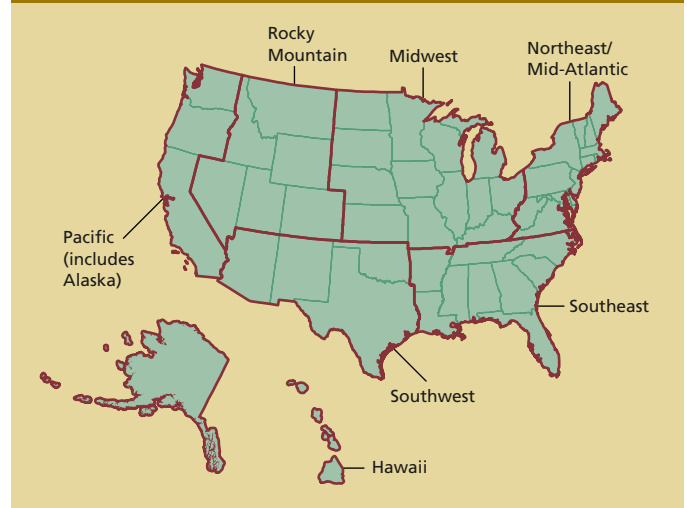 Rocky
Mountain
Midwest
Northeast/
Mid-Atlantic
Pacific
(includes
Alaska)
Southeast
Southwest
Hawaii